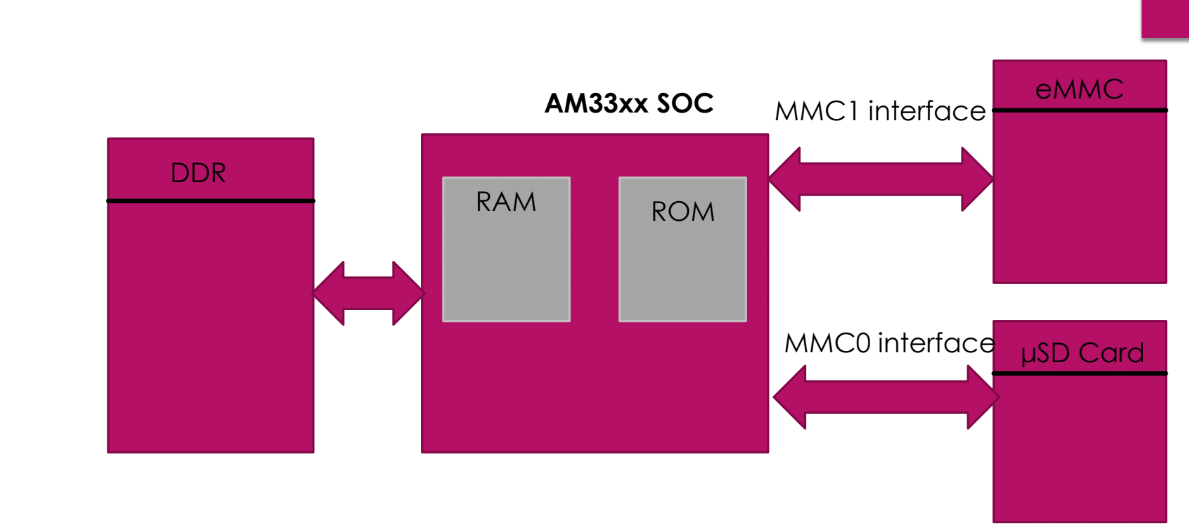 AM33xx SOC
eMMC
MMC1 interface
DDR
RAM
ROM
MMC0 interface
µSD Card